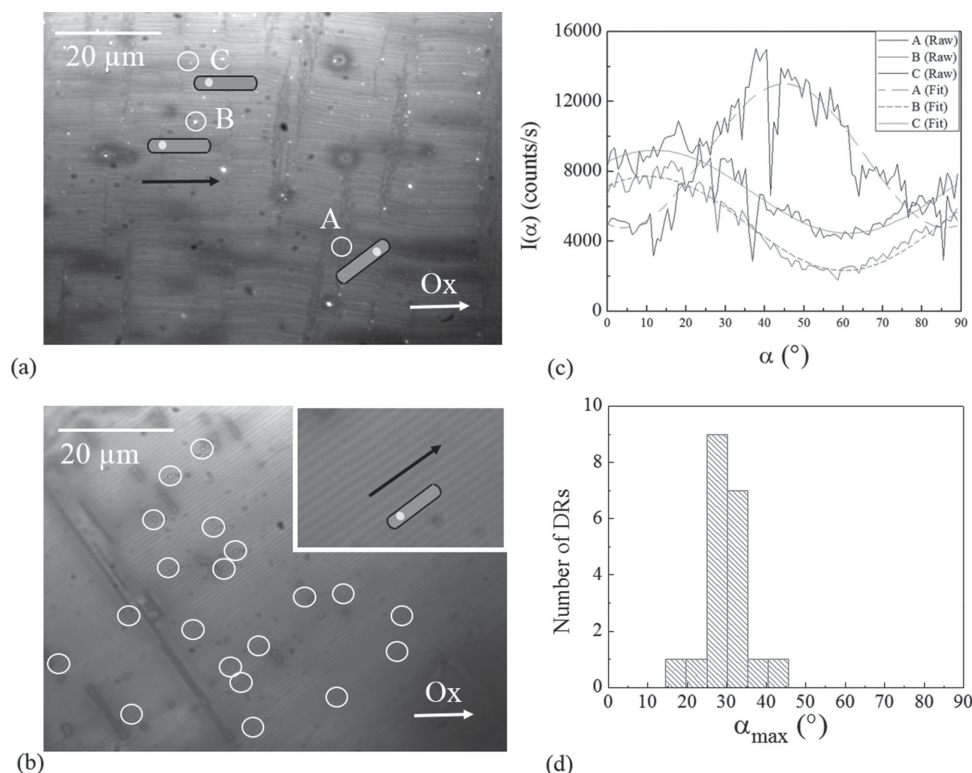 20 µm
C
B
A
Ox
(a)
16000
12000
8000
4000
0
I(α) (counts/s)
A (Raw)
B (Raw)
C (Raw)
A (Fit)
B (Fit)
C (Fit)
0 10 20 30 40 50 60 70 80 90
α (°)
(c)
20 µm
Ox
(b)
10
8
6
4
2
0
Number of DRs
0 10 20 30 40 50 60 70 80 90
αmax (°)
(d)